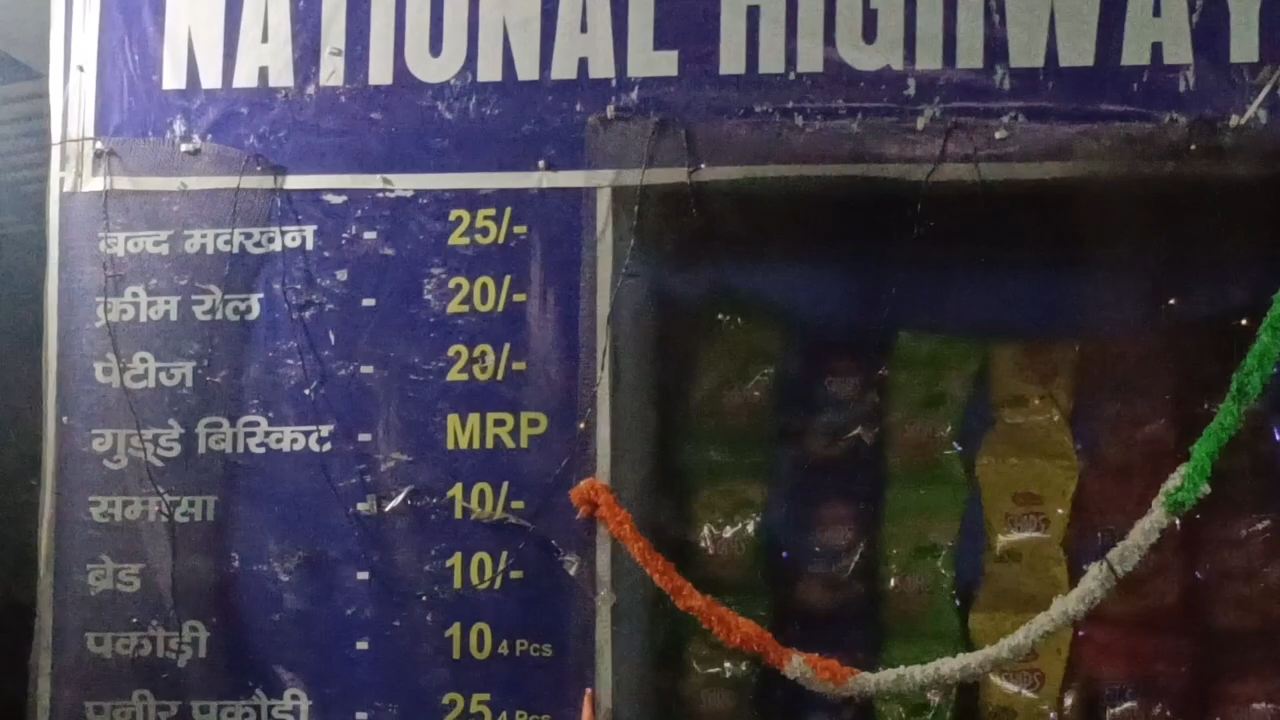 NATIONAL HIGHWAY
बन्द मक्खन - 25/-
क्रीम रोल - 20/-
पेटीज - 20/-
गुड्डे बिस्किट - MRP
समोसा - 10/-
ब्रेड - 10/-
पकौड़ी - 10 4 Pcs
पनीर पकौड़ी - 25 4 Pcs